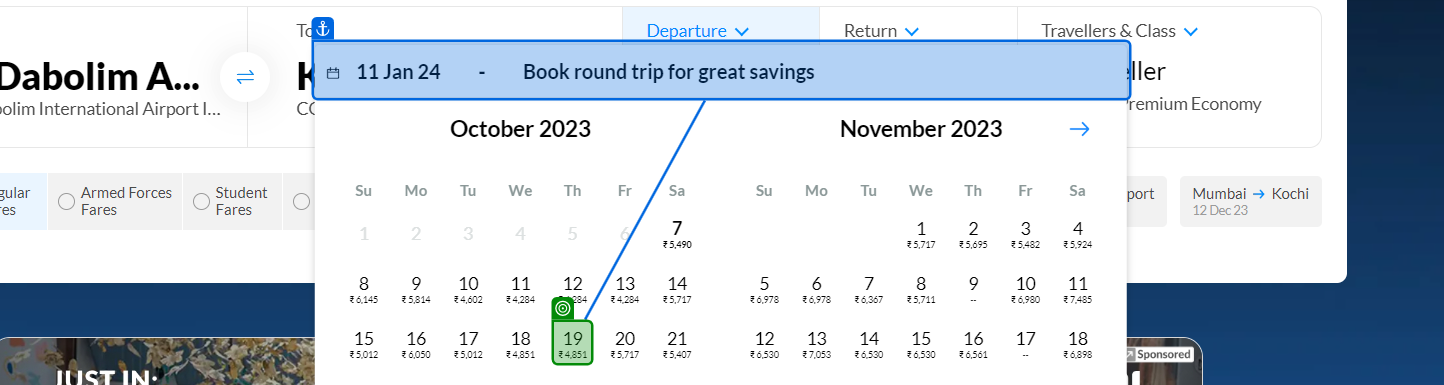 To
Departure
Return
Travellers & Class
Dabolim A...
bolim International Airport I...
11 Jan 24 - Book round trip for great savings
October 2023
November 2023
Su Mo Tu We Th Fr Sa
1 2 3 4 5 6 7
₹ 5,490
8 9 10 11 12 13 14
₹ 6,145 ₹ 5,814 ₹ 4,602 ₹ 4,284 284 ₹ 4,284 ₹ 5,717
15 16 17 18 19 20 21
₹ 5,012 ₹ 6,050 ₹ 5,012 ₹ 4,851 ₹ 4,851 ₹ 5,717 ₹ 5,407
Su Mo Tu We Th Fr Sa
1 2 3 4
₹ 5,717 ₹ 5,695 ₹ 5,482 ₹ 5,924
5 6 7 8 9 10 11
₹ 6,978 ₹ 6,978 ₹ 6,367 ₹ 5,711 -- ₹ 6,980 ₹ 7,485
12 13 14 15 16 17 18
₹ 6,530 ₹ 7,053 ₹ 6,530 ₹ 6,530 ₹ 6,561 -- ₹ 6,898
eller
remium Economy
gular
res
Armed Forces
Fares
Student
Fares
port
Mumbai → Kochi
12 Dec 23
JUST IN:
Sponsored